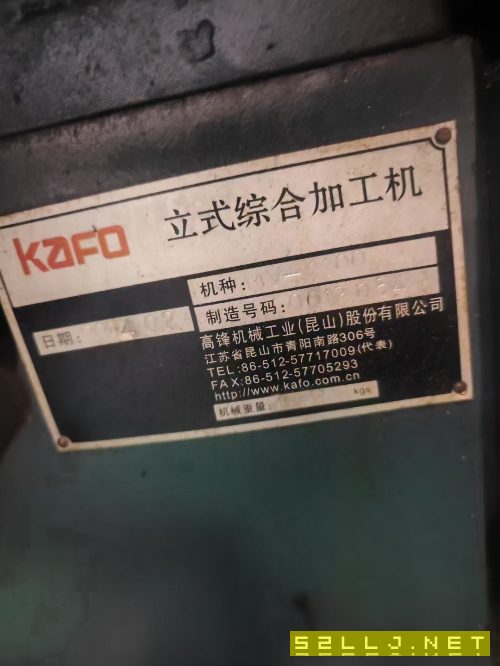 KAFO 立式综合加工机
机种:
制造号码:
日期:
高锋机械工业(昆山)股份有限公司
江苏省昆山市青阳南路306号
TEL:86-512-57717009(代表)
FAX:86-512-57705293
http://www.kafo.com.cn
机械重量: kgs
52LLJ.NET